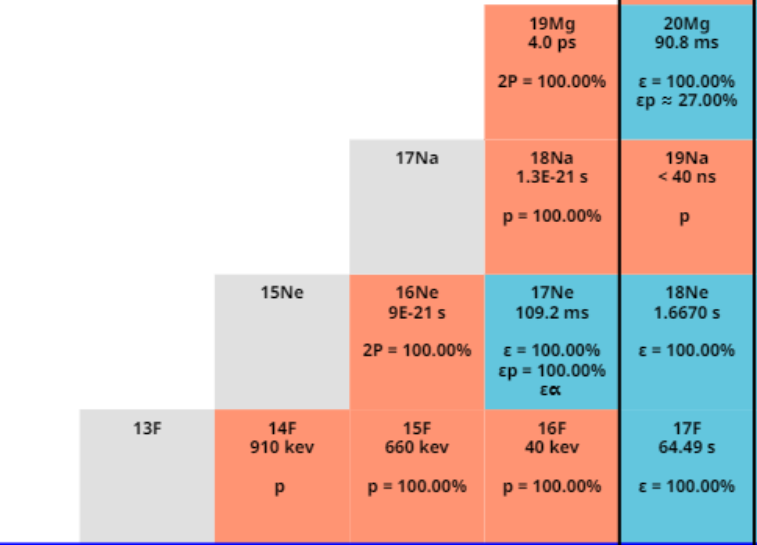 19Mg
4.0 ps
2P = 100.00%
20Mg
90.8 ms
ε = 100.00%
εp ≈ 27.00%
17Na
18Na
1.3E-21 s
p = 100.00%
19Na
< 40 ns
p
15Ne
16Ne
9E-21 s
2P = 100.00%
17Ne
109.2 ms
ε = 100.00%
εp = 100.00%
εα
18Ne
1.6670 s
ε = 100.00%
13F
14F
910 kev
p
15F
660 kev
p = 100.00%
16F
40 kev
p = 100.00%
17F
64.49 s
ε = 100.00%